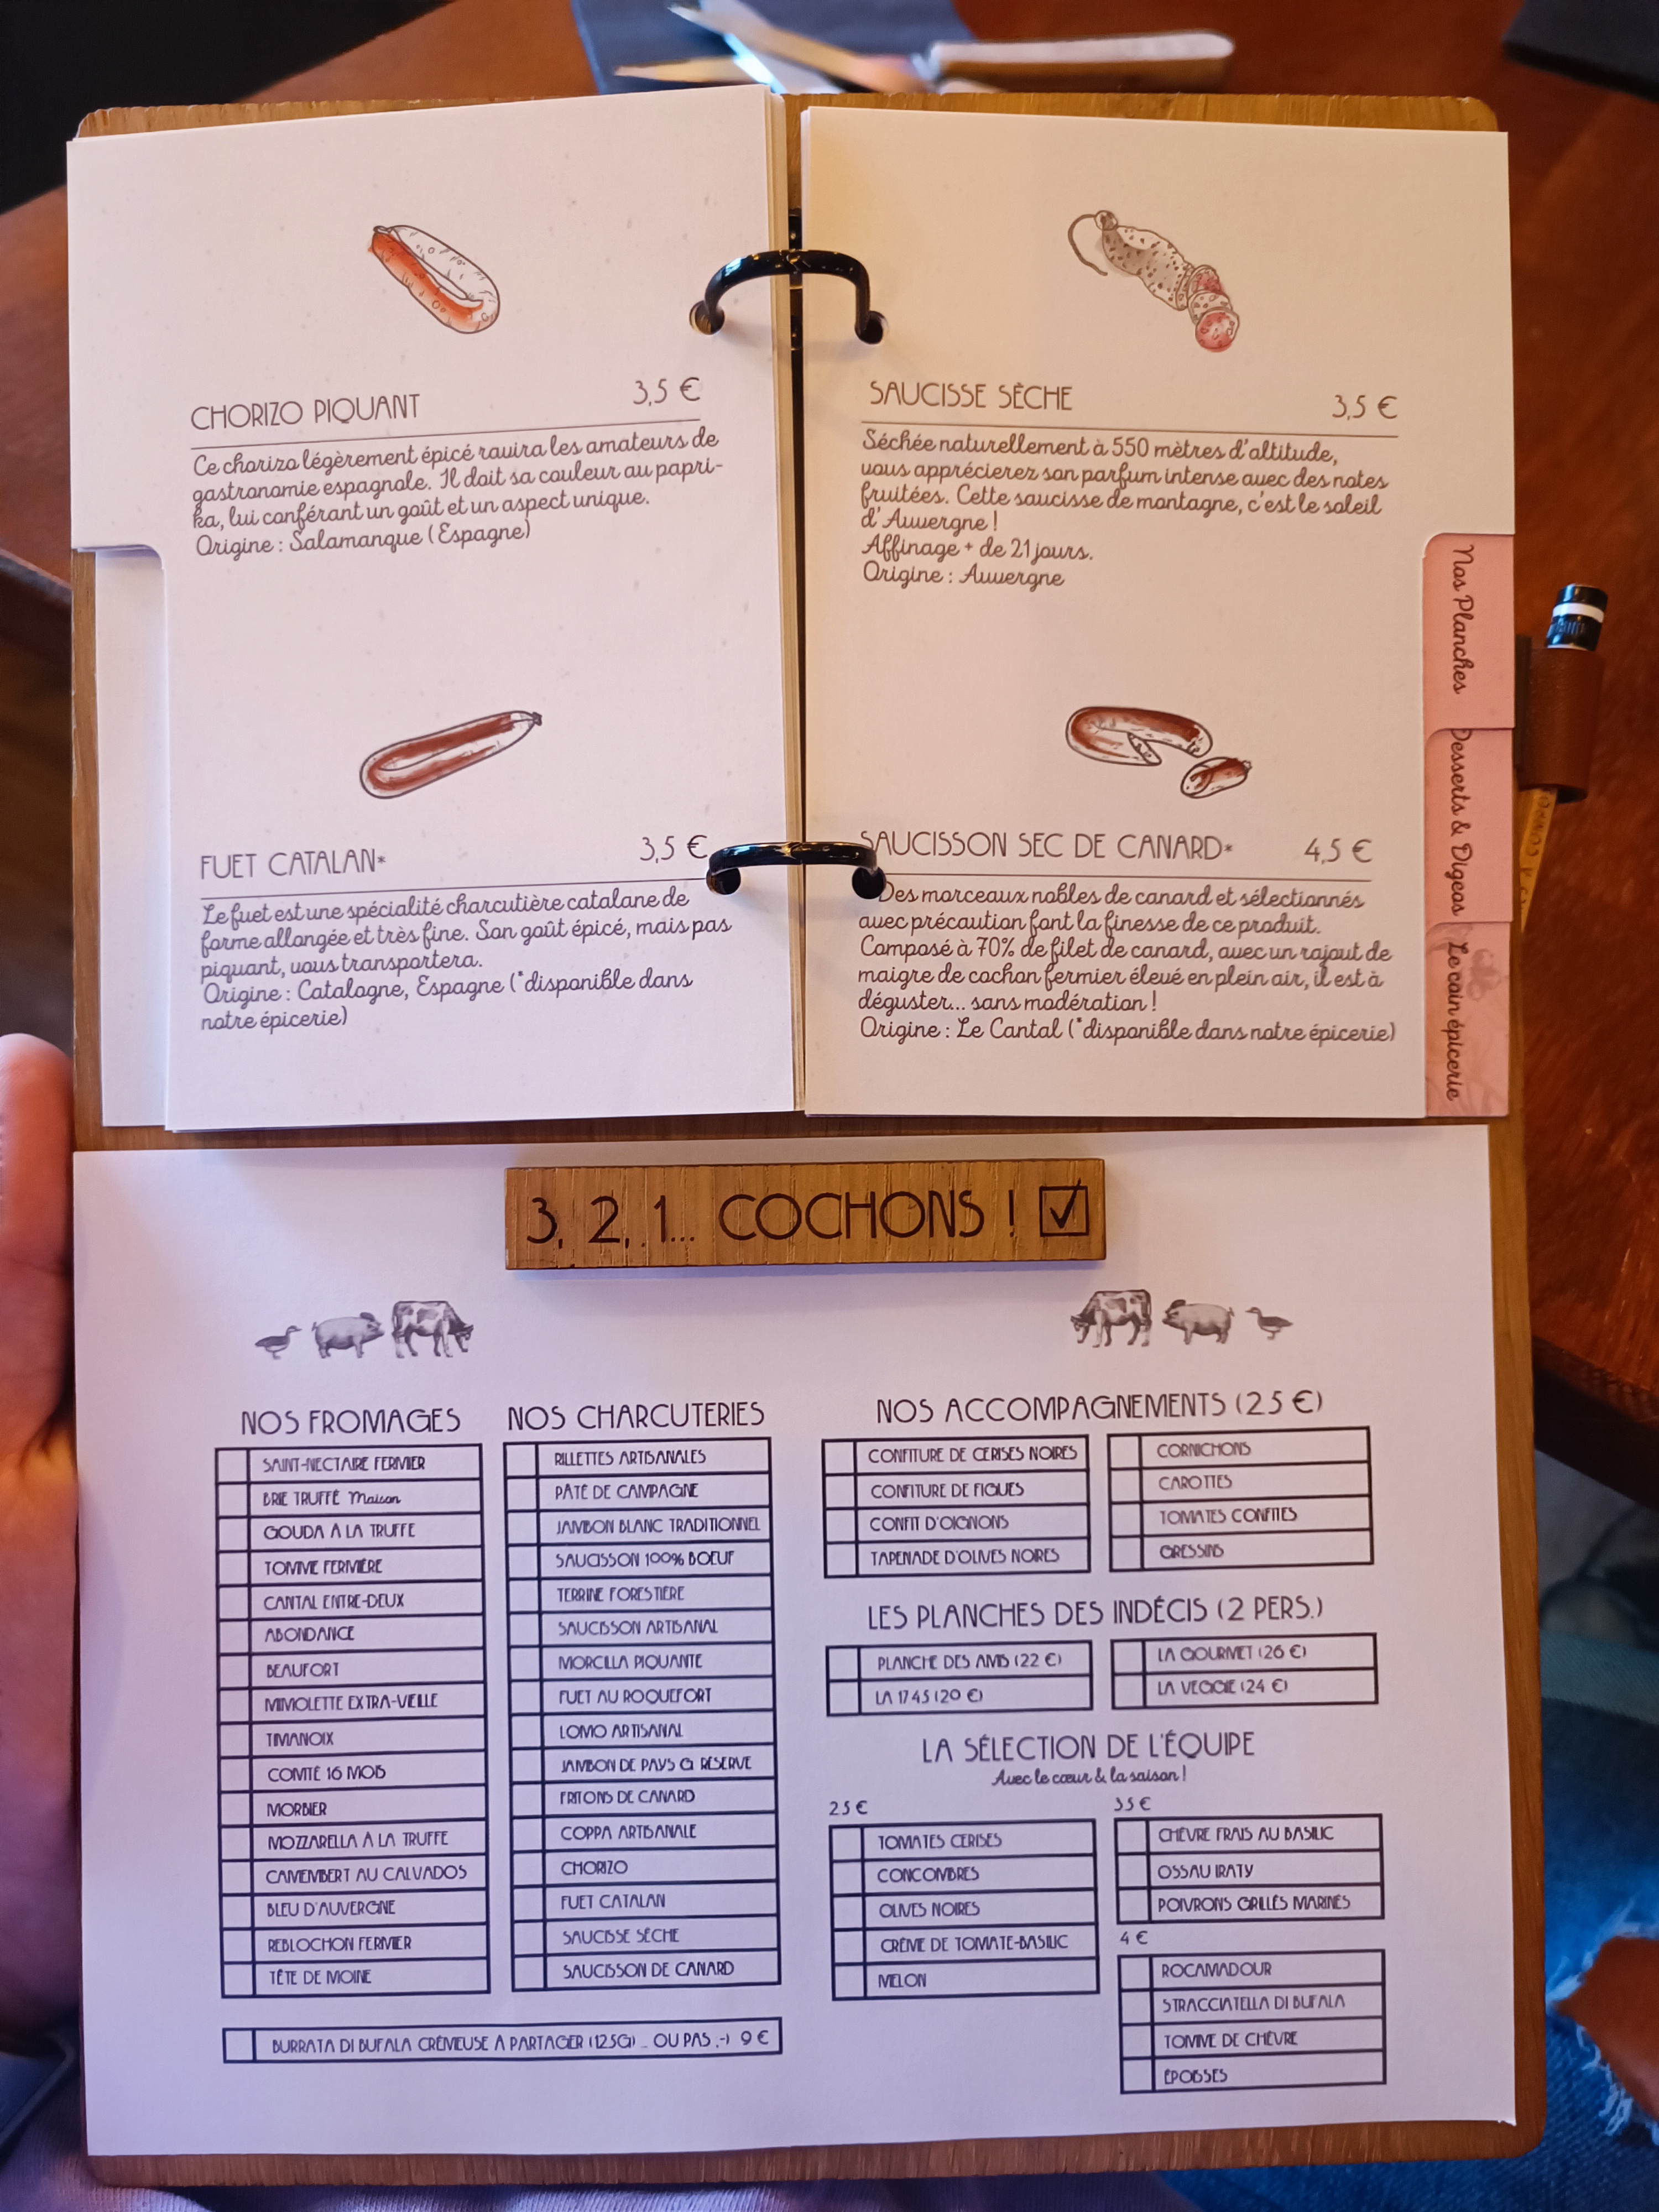 CHORIZO PIQUANT 3,5 €
Ce chorizo légèrement épicé ravira les amateurs de
gastronomie espagnole. Il doit sa couleur au papri-
ka, lui conférant un goût et un aspect unique.
Origine : Salamanque (Espagne)
FUET CATALAN* 3,5 €
Le fuet est une spécialité charcutière catalane de
forme allongée et très fine. Son goût épicé, mais pas
piquant, vous transportera.
Origine : Catalogne, Espagne (*disponible dans
notre épicerie)
SAUCISSE SÈCHE 3,5 €
Séchée naturellement à 550 mètres d'altitude,
vous apprécierez son parfum intense avec des notes
fruitées. Cette saucisse de montagne, c'est le soleil
d'Auvergne !
Affinage + de 21 jours.
Origine : Auvergne
SAUCISSON SEC DE CANARD* 4,5 €
Des morceaux nobles de canard et sélectionnés
avec précaution font la finesse de ce produit.
Composé à 70% de filet de canard, avec un rajout de
maigre de cochon fermier élevé en plein air, il est à
déguster... sans modération !
Origine : Le Cantal (*disponible dans notre épicerie)
Nos Planches
Desserts & Digeos
Le coin épicerie
3, 2, 1... COCHONS !
NOS FROMAGES
SAINT-NECTAIRE FERMIER
BRIE TRUFFÉ Maison
GOUDA À LA TRUFFE
TOMME FERMIÈRE
CANTAL ENTRE-DEUX
ABONDANCE
BEAUFORT
MIMOLETTE EXTRA-VIEILLE
TIMANOIX
COMTÉ 16 MOIS
MORBIER
MOZZARELLA À LA TRUFFE
CAMEMBERT AU CALVADOS
BLEU D'AUVERGNE
REBLOCHON FERMIER
TÊTE DE MOINE
NOS CHARCUTERIES
RILLETTES ARTISANALES
PÂTÉ DE CAMPAGNE
JAMBON BLANC TRADITIONNEL
SAUCISSON 100% BOEUF
TERRINE FORESTIÈRE
SAUCISSON ARTISANAL
MORCILLA PIQUANTE
FUET AU ROQUEFORT
LOMO ARTISANAL
JAMBON DE PAYS GI RÉSERVE
FRITONS DE CANARD
COPPA ARTISANALE
CHORIZO
FUET CATALAN
SAUCISSE SÈCHE
SAUCISSON DE CANARD
BURRATA DI BUFALA CRÉMEUSE À PARTAGER (125G) ... OU PAS ;-) 9 €
NOS ACCOMPAGNEMENTS (2.5 €)
CONFITURE DE CERISES NOIRES
CONFITURE DE FIGUES
CONFIT D'OIGNONS
TAPENADE D'OLIVES NOIRES
CORNICHONS
CAROTTES
TOMATES CONFITES
GRESSINS
LES PLANCHES DES INDÉCIS (2 PERS.)
PLANCHE DES AMIS (22 €)
LA 1745 (20 €)
LA GOURMET (26 €)
LA VEGGIE (24 €)
LA SÉLECTION DE L'ÉQUIPE
Avec le cœur & la saison !
2.5 €
TOMATES CERISES
CONCOMBRES
OLIVES NOIRES
CRÈME DE TOMATE-BASILIC
MELON
3.5 €
CHÈVRE FRAIS AU BASILIC
OSSAU IRATY
POIVRONS GRILLÉS MARINÉS
4 €
ROCAMADOUR
STRACCIATELLA DI BUFALA
TOMME DE CHÈVRE
ÉPOISSES